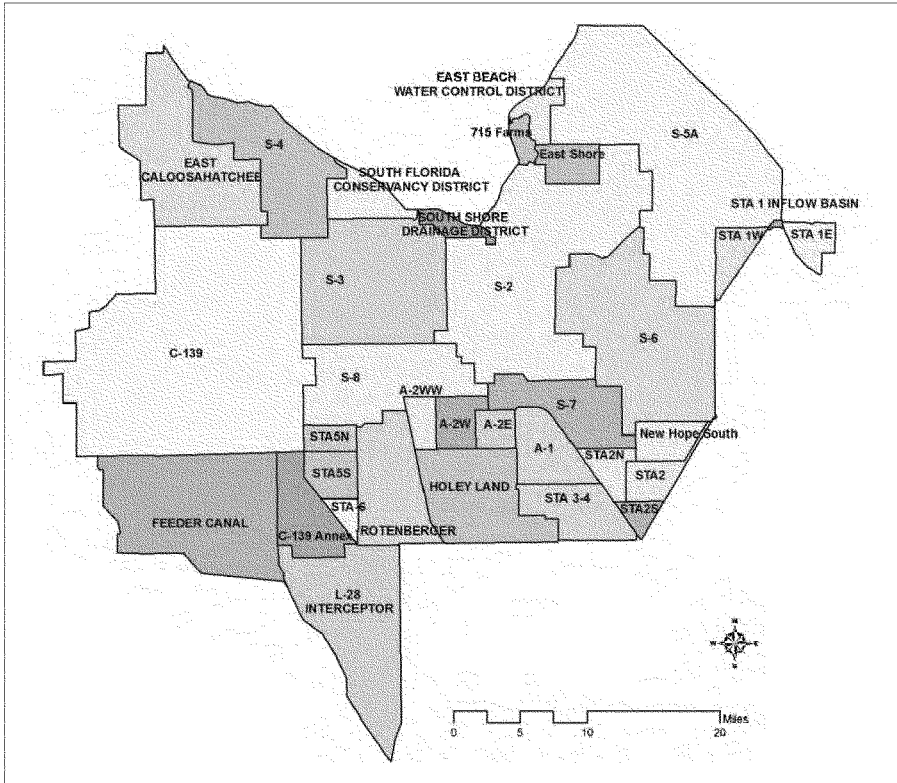 EAST BEACH
WATER CONTROL DISTRICT
715 Farms
S-5A
S-4
East Shore
EAST
CALOOSAHATCHEE
SOUTH FLORIDA
CONSERVANCY DISTRICT
STA 1 INFLOW BASIN
SOUTH SHORE
DRAINAGE DISTRICT
STA 1W
STA 1E
S-3
S-2
S-6
C-139
S-8
A-2WW
S-7
A-2W
A-2E
New Hope South
STA5N
A-1
STA2N
STA5S
STA2
HOLEY LAND
STA 3-4
STA-6
STA2S
FEEDER CANAL
ROTENBERGER
C-139 Annex
L-28
INTERCEPTOR
N
W
E
S
Miles
0 5 10 20